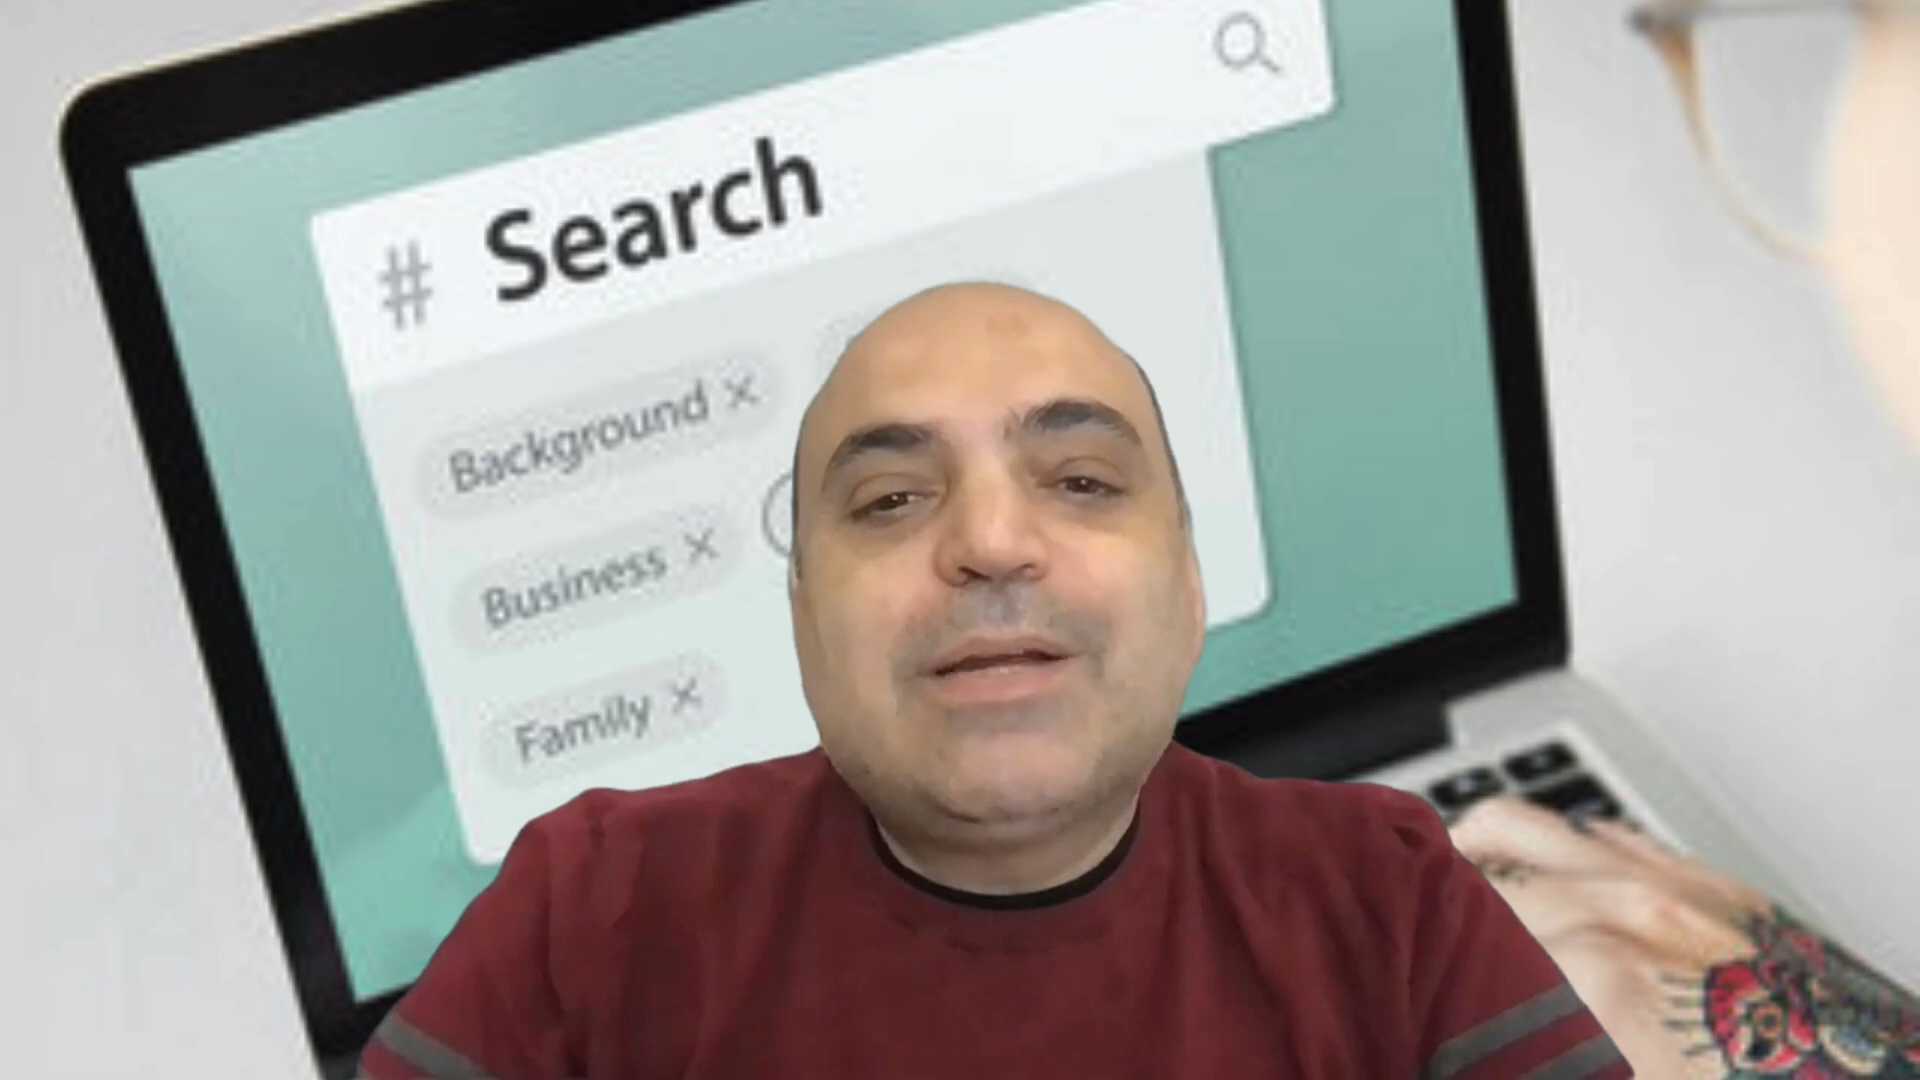 # Search
Background ×
Business ×
Family ×